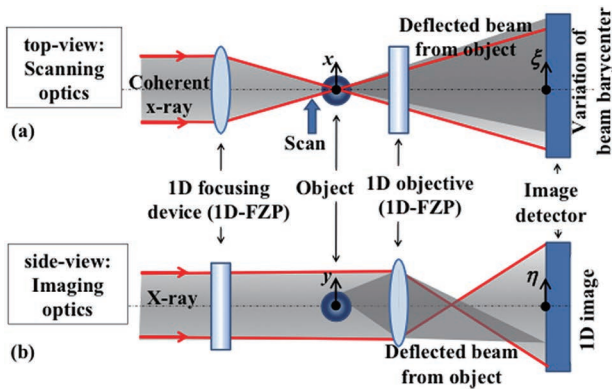 top-view:
Scanning
optics
(a)
Coherent
x-ray
x
Scan
Deflected beam
from object
ξ
Variation of
beam barycenter
1D focusing
device (1D-FZP)
Object
1D objective
(1D-FZP)
Image
detector
side-view:
Imaging
optics
(b)
X-ray
y
Deflected beam
from object
η
1D image